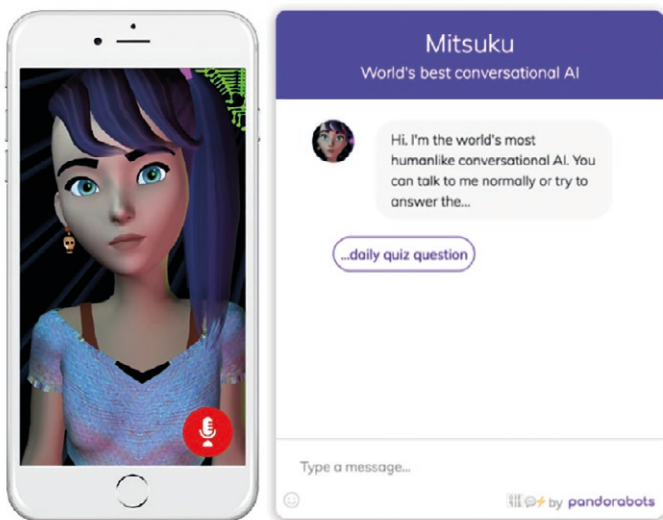 Mitsuku
World's best conversational AI
Hi. I'm the world's most
humanlike conversational AI. You
can talk to me normally or try to
answer the...
...daily quiz question
Type a message...
by pandorabots